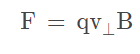 F = qv⊥B